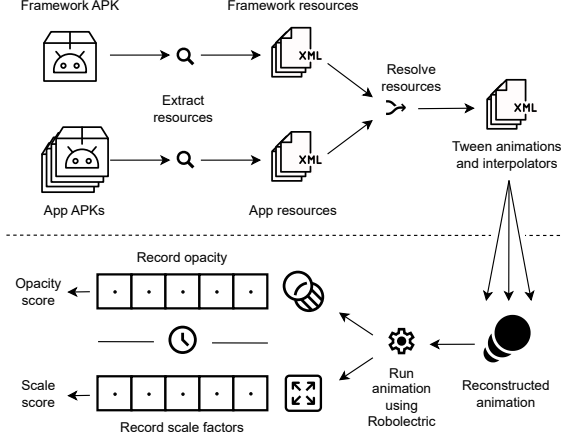 Framework APK
Framework resources
XML
Resolve
resources
Extract
resources
XML
XML
Tween animations
and interpolators
App APKs
App resources
Record opacity
Opacity
score
Scale
score
Run
animation
using
Robolectric
Reconstructed
animation
Record scale factors